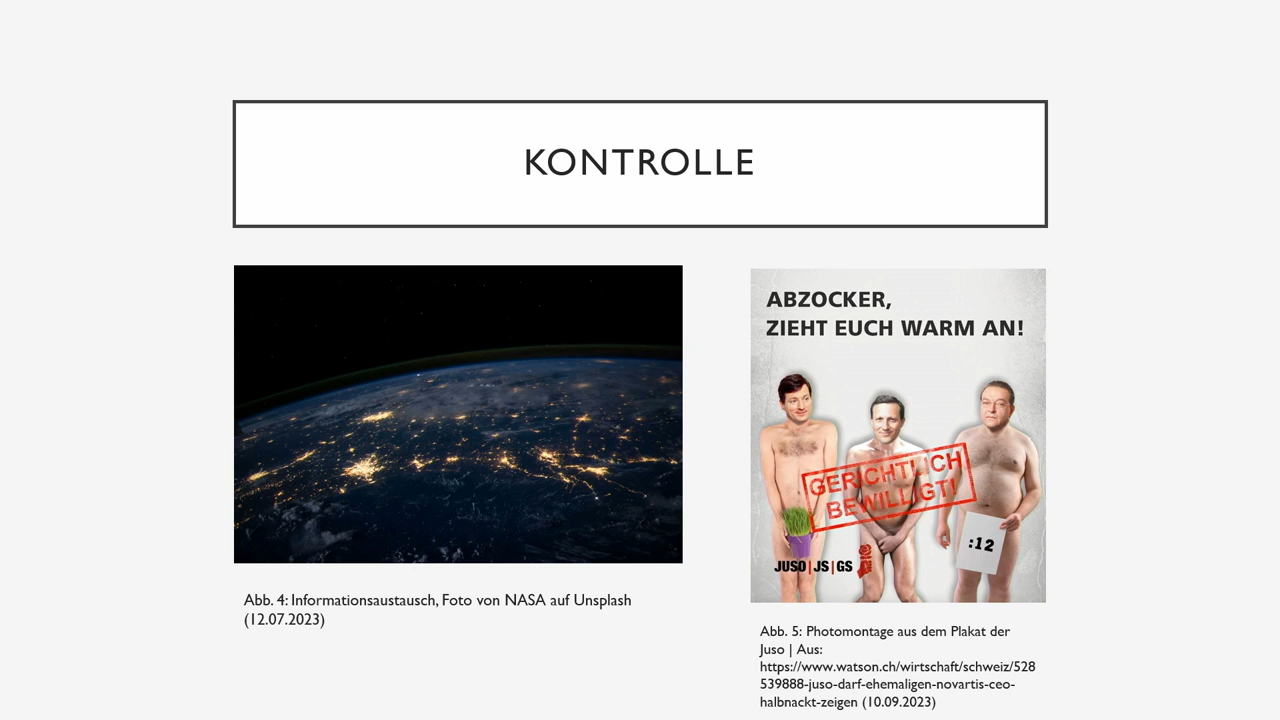 KONTROLLE
ABZOCKER,
ZIEHT EUCH WARM AN!
GERICHTLICH
BEWILLIGT!
:12
JUSO|JS|GS
Abb. 4: Informationsaustausch, Foto von NASA auf Unsplash
(12.07.2023)
Abb. 5: Photomontage aus dem Plakat der
Juso | Aus:
https://www.watson.ch/wirtschaft/schweiz/528
539888-juso-darf-ehemaligen-novartis-ceo-
halbnackt-zeigen (10.09.2023)